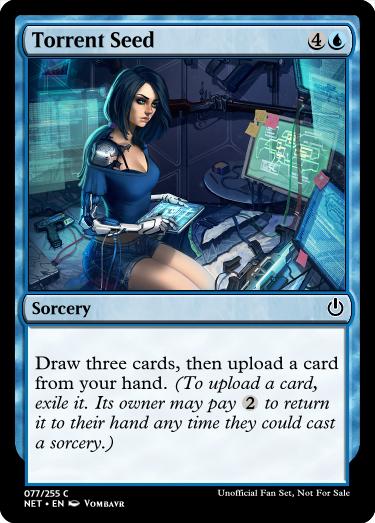 Torrent Seed 4
Sorcery
Draw three cards, then upload a card
from your hand. (To upload a card,
exile it. Its owner may pay 2 to return
it to their hand any time they could cast
a sorcery.)
077/255 C
NET • EN VOMBAVR
Unofficial Fan Set, Not For Sale